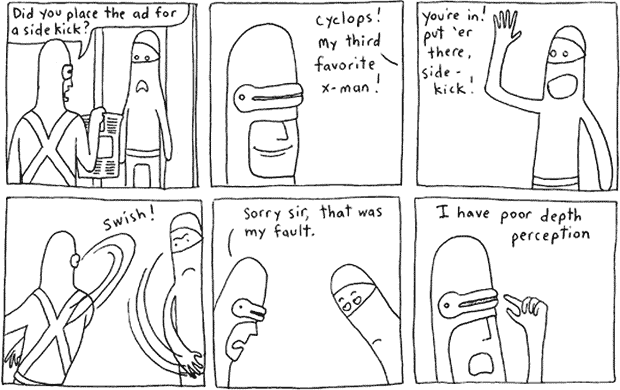 Did you place the ad for
a side kick?
cyclops!
my third
favorite
x-man!
you're in!
put 'er
there,
side-
kick!
swish!
Sorry sir, that was
my fault.
I have poor depth
perception